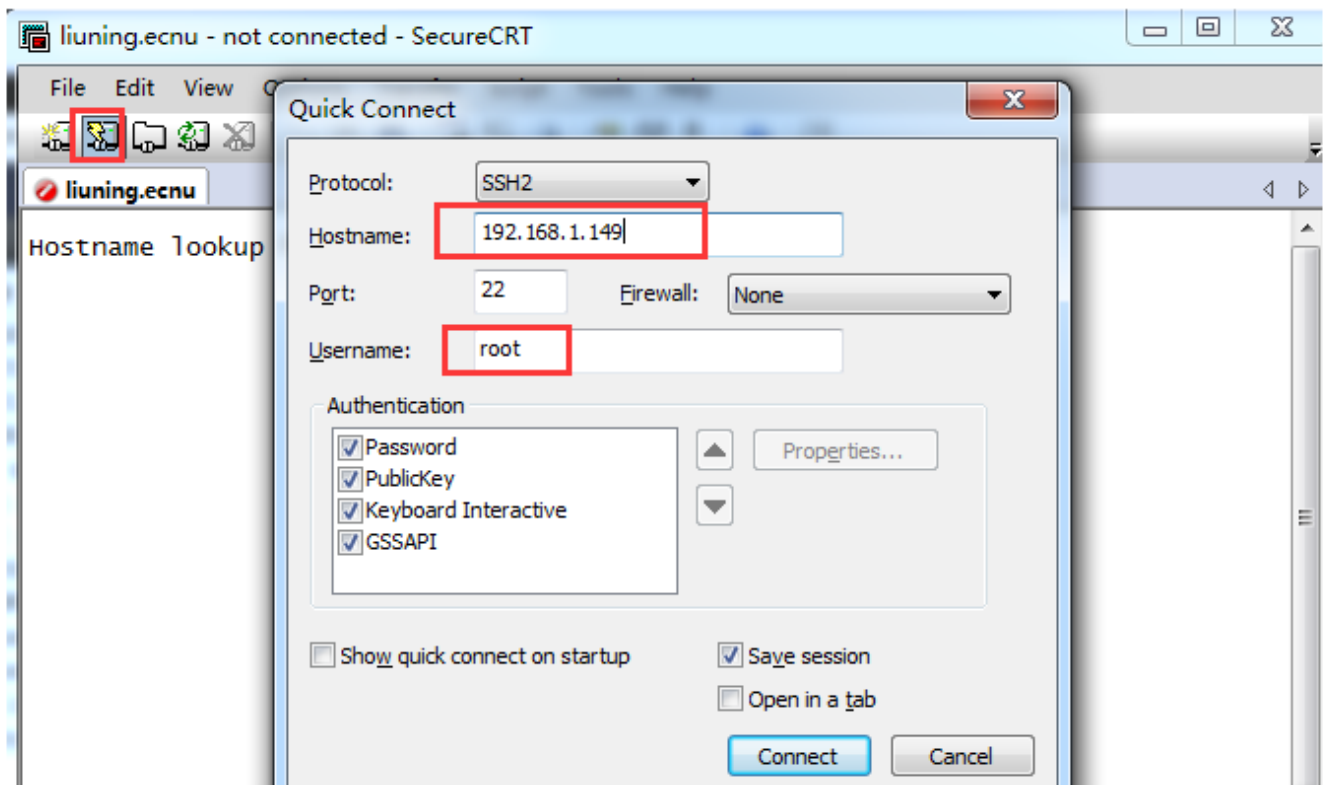 liuning.ecnu - not connected - SecureCRT
File Edit View
Quick Connect
liuning.ecnu
Hostname lookup
Protocol: SSH2
Hostname: 192.168.1.149
Port: 22 Firewall: None
Username: root
Authentication
Password
PublicKey
Keyboard Interactive
GSSAPI
Properties...
Show quick connect on startup
Save session
Open in a tab
Connect Cancel